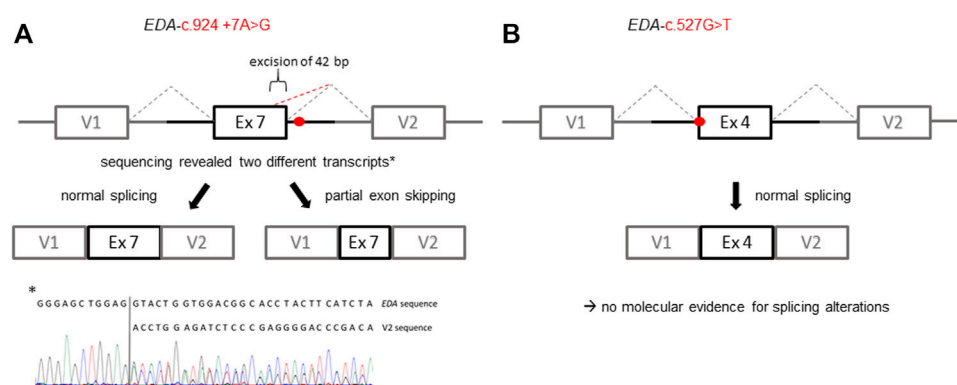 A
EDA-c.924 +7A>G
excision of 42 bp
V1
Ex 7
V2
sequencing revealed two different transcripts*
normal splicing
partial exon skipping
V1
Ex 7
V2
V1
Ex 7
V2
*
GGGAGCTGGAG GTACTGGTGGACGGCACCTACTTCATCTA EDA sequence
ACCTGGAGATCTCCCGAGGGGACCCGACA V2 sequence
B
EDA-c.527G>T
V1
Ex 4
V2
normal splicing
V1
Ex 4
V2
→ no molecular evidence for splicing alterations